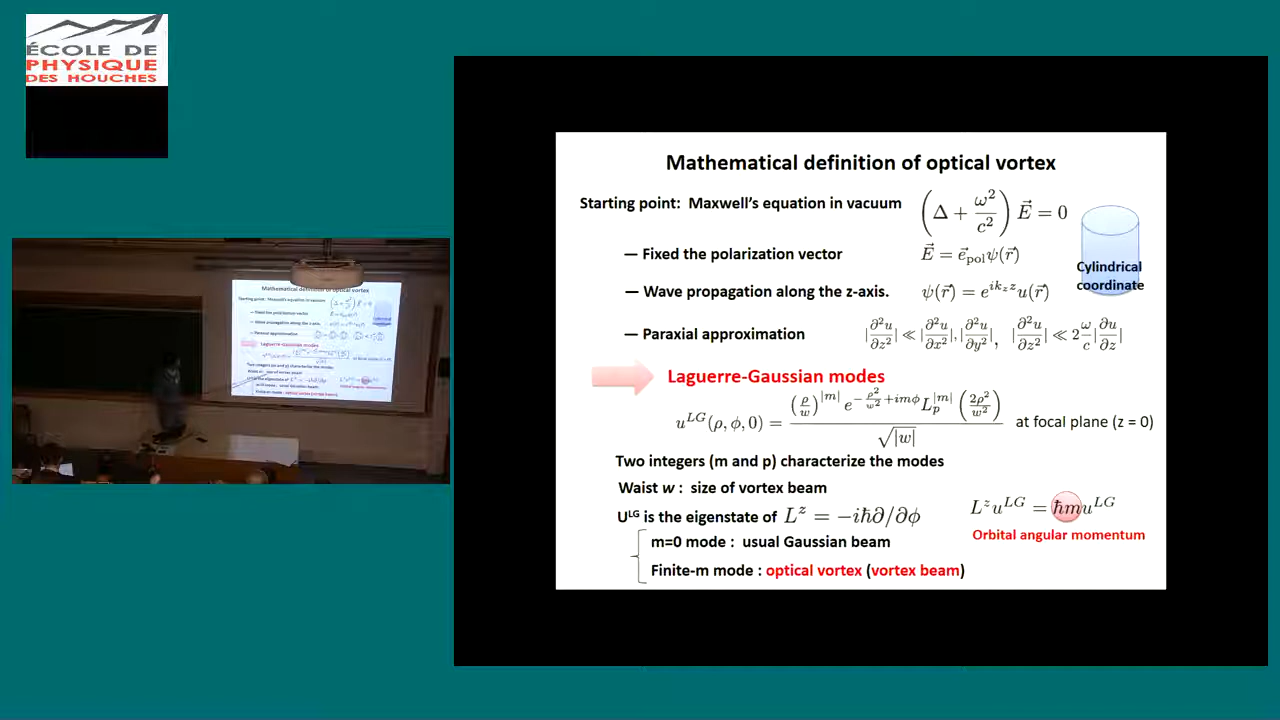 ÉCOLE DE
PHYSIQUE
DES HOUCHES
Mathematical definition of optical vortex
Starting point: Maxwell's equation in vacuum (Δ + ω²/c²) E⃗ = 0
— Fixed the polarization vector E⃗ = e⃗_pol ψ(r⃗)
Cylindrical
coordinate
— Wave propagation along the z-axis. ψ(r⃗) = e^{ik_z z} u(r⃗)
— Paraxial approximation |∂²u/∂z²| ≪ |∂²u/∂x²|, |∂²u/∂y²|, |∂²u/∂z²| ≪ 2 ω/c |∂u/∂z|
Laguerre-Gaussian modes
u^{LG}(ρ, ϕ, 0) = (ρ/w)^{|m|} e^{−ρ²/w² + imϕ} L_p^{|m|} (2ρ²/w²) / √|w| at focal plane (z = 0)
Two integers (m and p) characterize the modes
Waist w : size of vortex beam
U^{LG} is the eigenstate of L^z = −iℏ∂/∂ϕ
L^z u^{LG} = ℏm u^{LG}
Orbital angular momentum
m=0 mode : usual Gaussian beam
Finite-m mode : optical vortex (vortex beam)